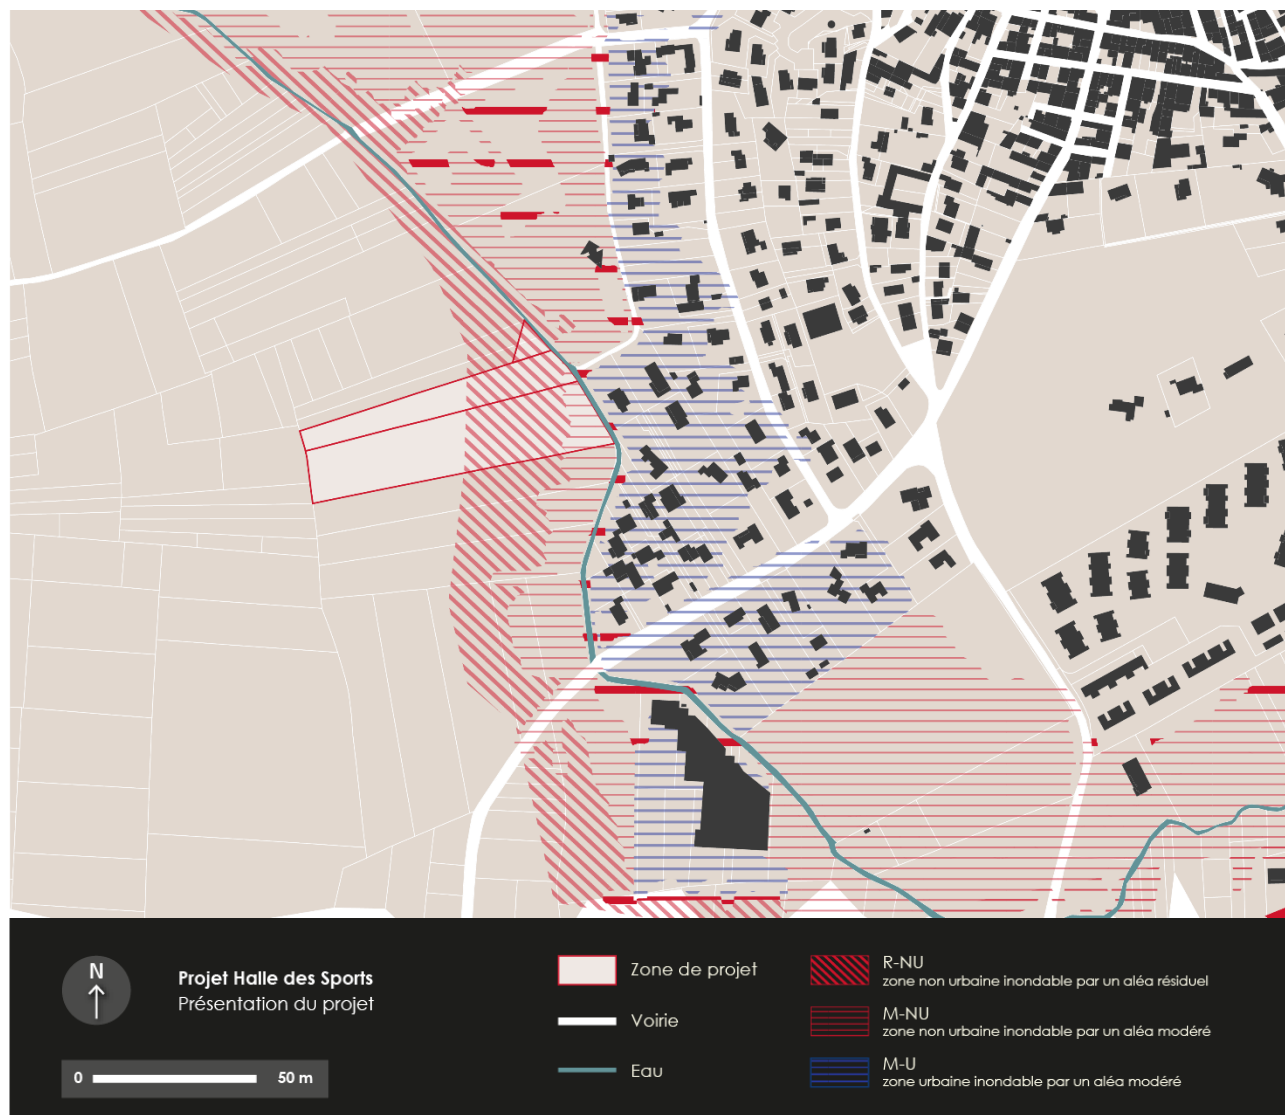 N
Projet Halle des Sports
Présentation du projet
0 50 m
Zone de projet
Voirie
Eau
R-NU
zone non urbaine inondable par un aléa résiduel
M-NU
zone non urbaine inondable par un aléa modéré
M-U
zone urbaine inondable par un aléa modéré